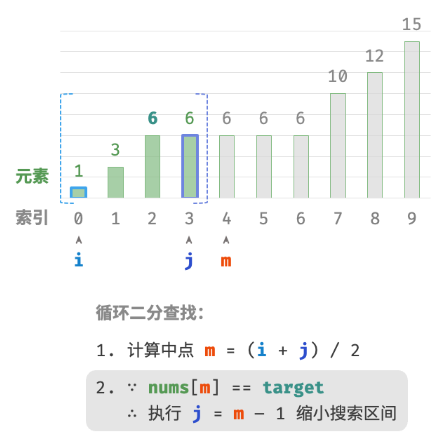 15
12
10
6 6 6 6 6
3
1
元素
索引 0 1 2 3 4 5 6 7 8 9
i j m
循环二分查找：
1. 计算中点 m = (i + j) / 2
2. ∵ nums[m] == target
∴ 执行 j = m − 1 缩小搜索区间